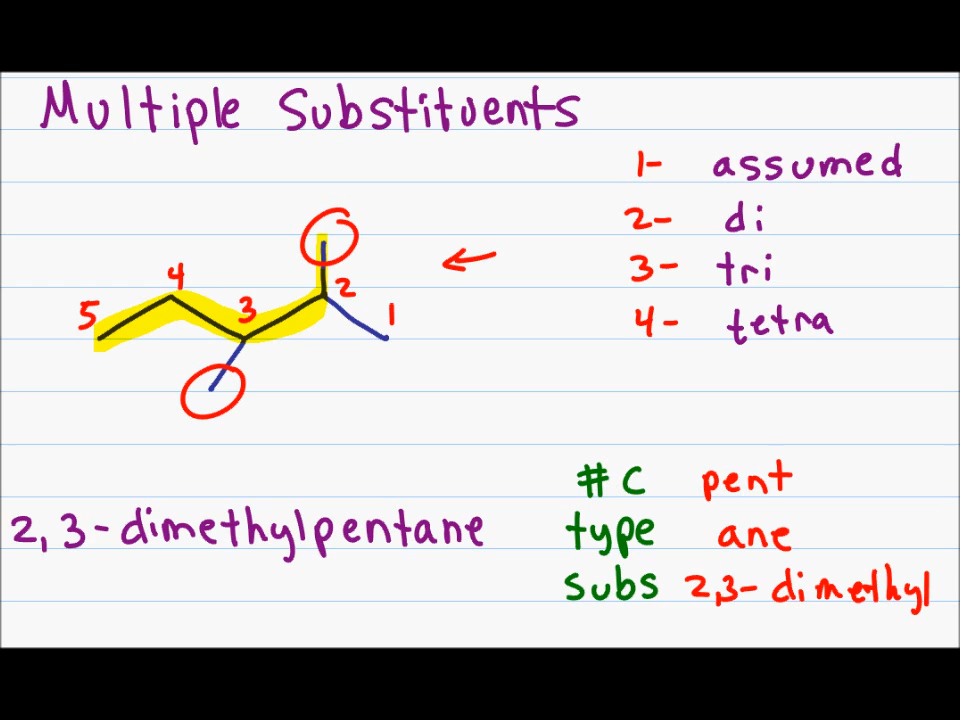 Multiple Substituents
1- assumed
2- di
3- tri
4- tetra
5 4 3 2 1
# C pent
type ane
subs 2,3- dimethyl
2,3-dimethylpentane